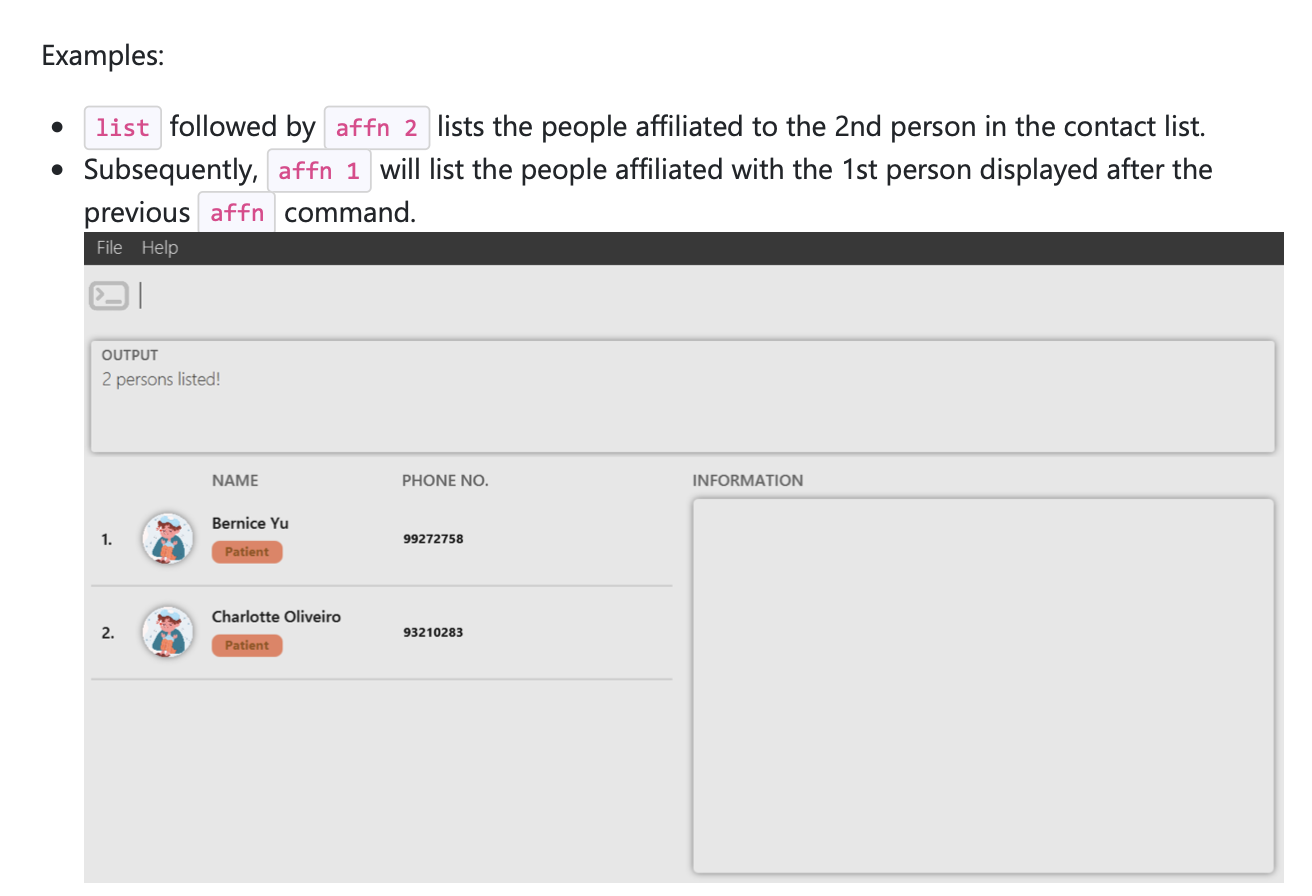 Examples:
list followed by affn 2 lists the people affiliated to the 2nd person in the contact list.
Subsequently, affn 1 will list the people affiliated with the 1st person displayed after the
previous affn command.
File Help
OUTPUT
2 persons listed!
NAME PHONE NO. INFORMATION
1. Bernice Yu 99272758
Patient
2. Charlotte Oliveiro 93210283
Patient